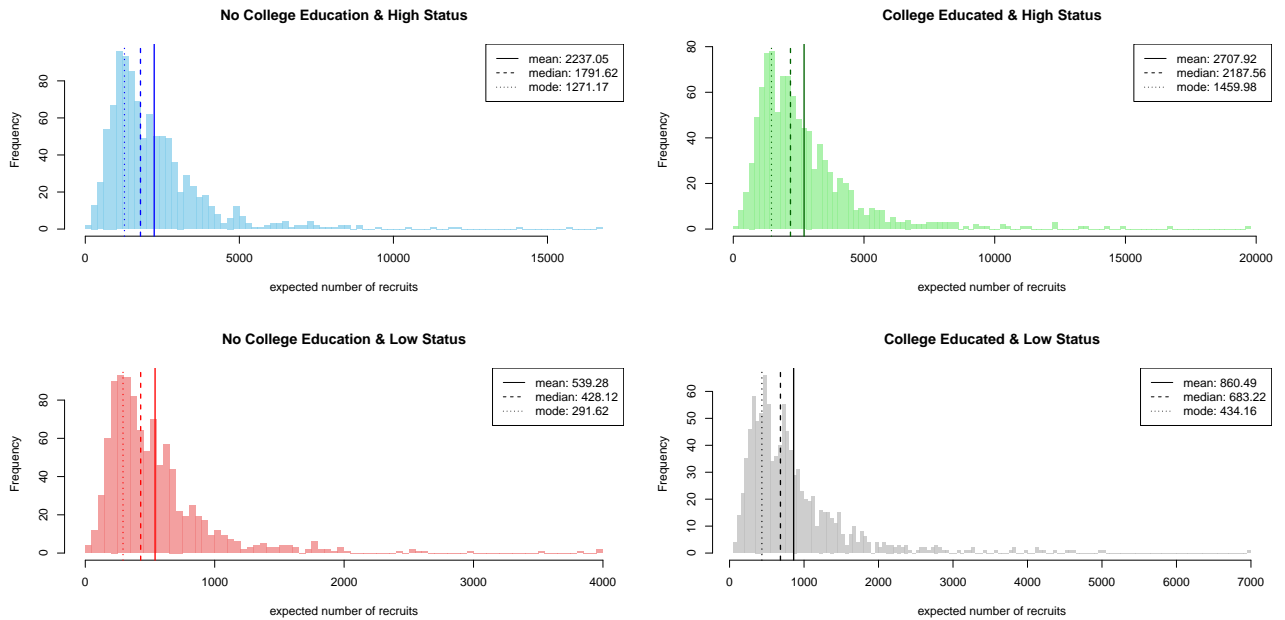 No College Education & High Status
mean: 2237.05
median: 1791.62
mode: 1271.17
Frequency
0 20 40 60 80
0 5000 10000 15000
expected number of recruits
College Educated & High Status
mean: 2707.92
median: 2187.56
mode: 1459.98
Frequency
0 20 40 60 80
0 5000 10000 15000 20000
expected number of recruits
No College Education & Low Status
mean: 539.28
median: 428.12
mode: 291.62
Frequency
0 20 40 60 80
0 1000 2000 3000 4000
expected number of recruits
College Educated & Low Status
mean: 860.49
median: 683.22
mode: 434.16
Frequency
0 10 20 30 40 50 60
0 1000 2000 3000 4000 5000 6000 7000
expected number of recruits